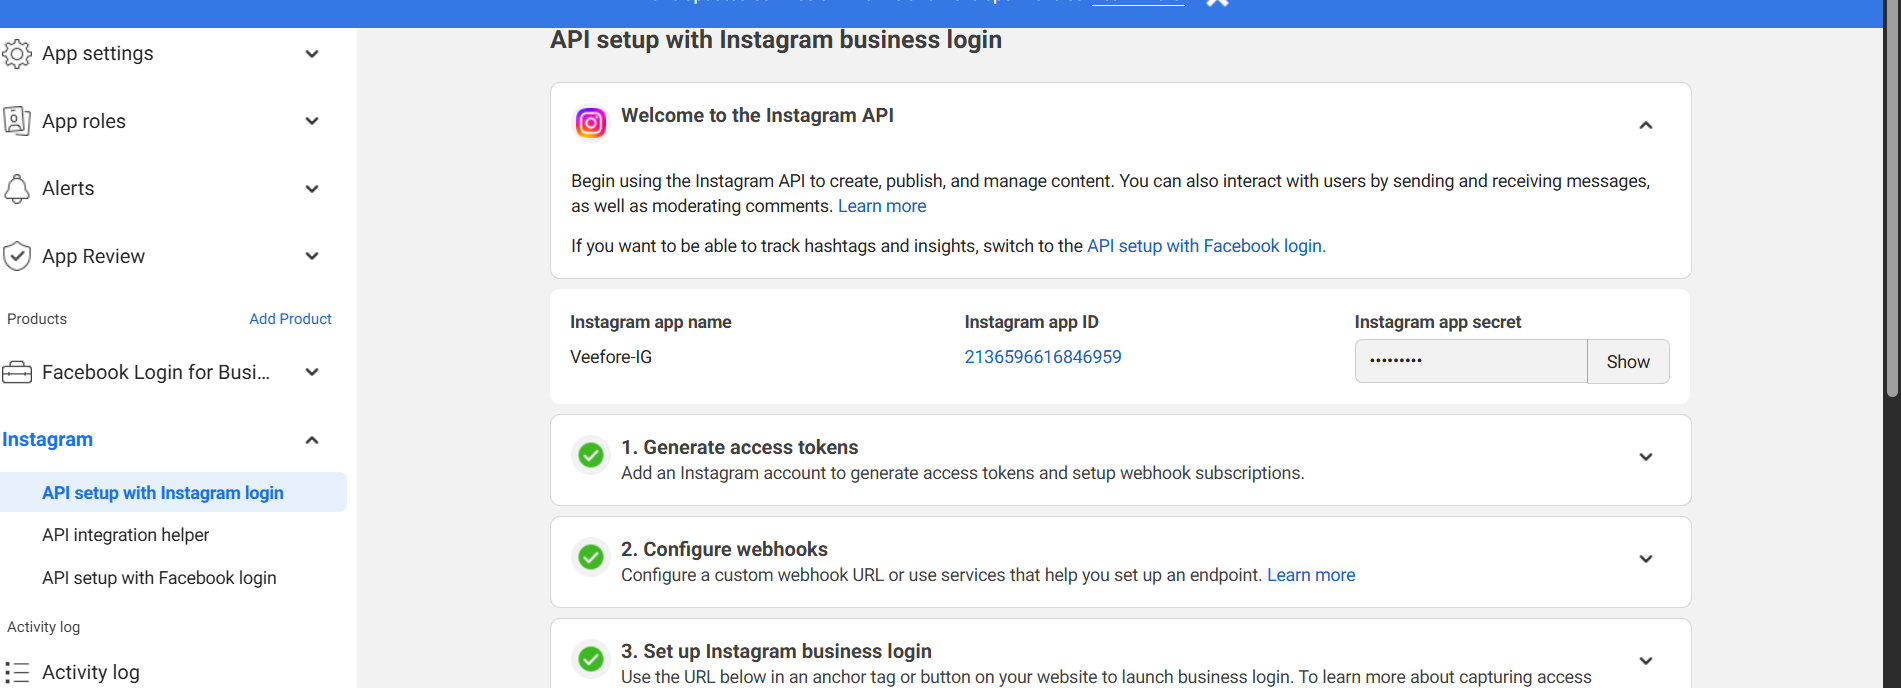 App settings
App roles
Alerts
App Review
Products Add Product
Facebook Login for Busi...
Instagram
API setup with Instagram login
API integration helper
API setup with Facebook login
Activity log
Activity log
API setup with Instagram business login
Welcome to the Instagram API
Begin using the Instagram API to create, publish, and manage content. You can also interact with users by sending and receiving messages,
as well as moderating comments. Learn more
If you want to be able to track hashtags and insights, switch to the API setup with Facebook login.
Instagram app name Instagram app ID Instagram app secret
Veefore-IG 2136596616846959 ••••••••• Show
1. Generate access tokens
Add an Instagram account to generate access tokens and setup webhook subscriptions.
2. Configure webhooks
Configure a custom webhook URL or use services that help you set up an endpoint. Learn more
3. Set up Instagram business login
Use the URL below in an anchor tag or button on your website to launch business login. To learn more about capturing access